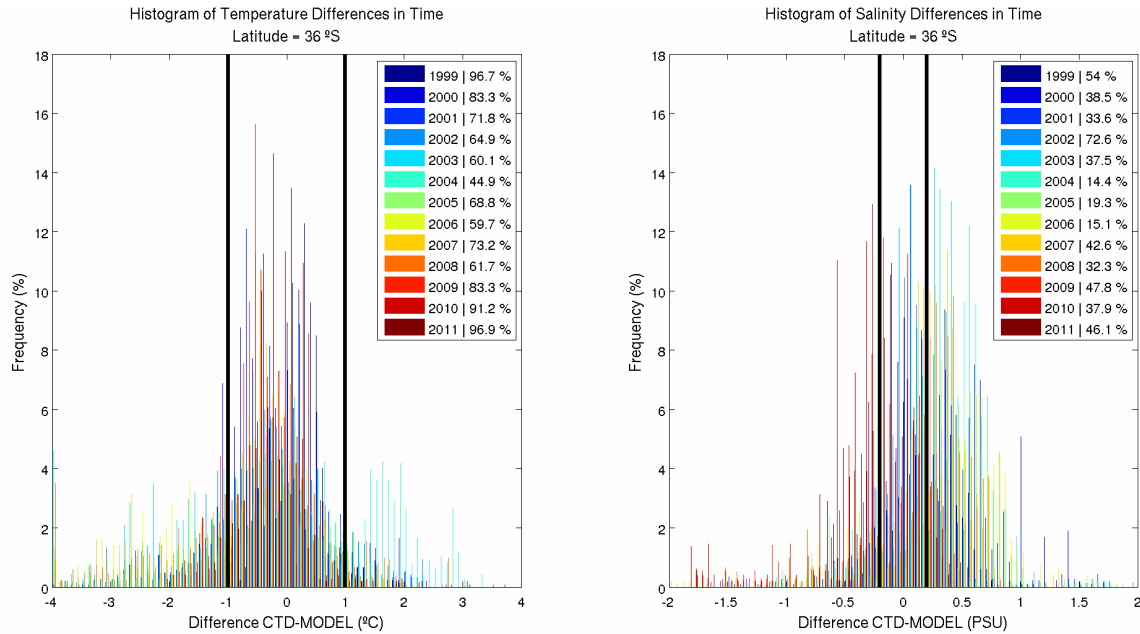 Histogram of Temperature Differences in Time
Latitude = 36 ºS
18
16
14
12
10
8
6
4
2
0
Frequency (%)
-4
-3
-2
-1
0
1
2
3
4
Difference CTD-MODEL (ºC)
1999 | 96.7 %
2000 | 83.3 %
2001 | 71.8 %
2002 | 64.9 %
2003 | 60.1 %
2004 | 44.9 %
2005 | 68.8 %
2006 | 59.7 %
2007 | 73.2 %
2008 | 61.7 %
2009 | 83.3 %
2010 | 91.2 %
2011 | 96.9 %
Histogram of Salinity Differences in Time
Latitude = 36 ºS
18
16
14
12
10
8
6
4
2
0
Frequency (%)
-2
-1.5
-1
-0.5
0
0.5
1
1.5
2
Difference CTD-MODEL (PSU)
1999 | 54 %
2000 | 38.5 %
2001 | 33.6 %
2002 | 72.6 %
2003 | 37.5 %
2004 | 14.4 %
2005 | 19.3 %
2006 | 15.1 %
2007 | 42.6 %
2008 | 32.3 %
2009 | 47.8 %
2010 | 37.9 %
2011 | 46.1 %